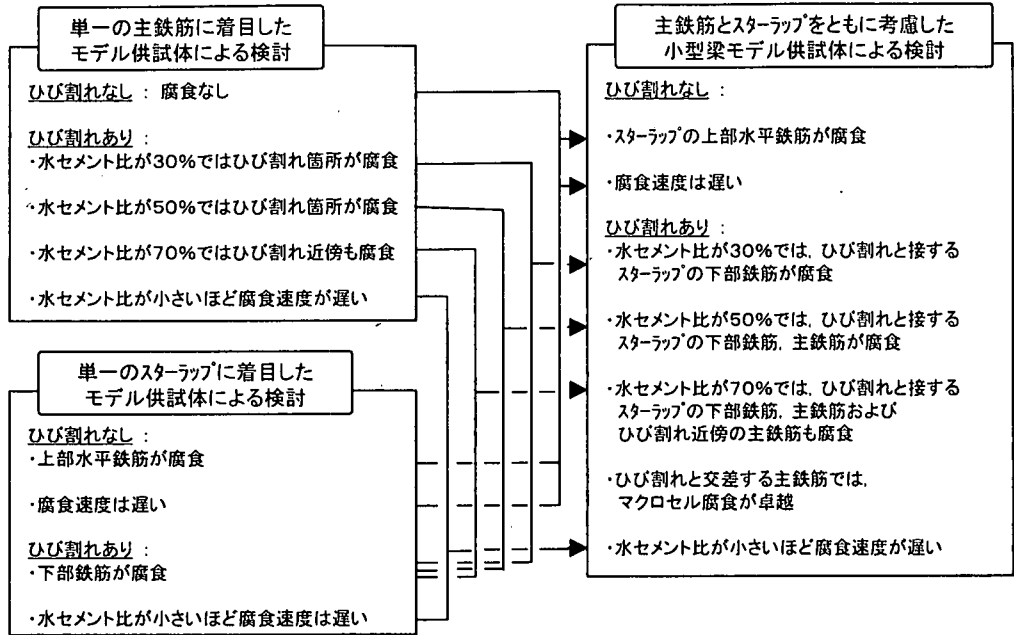 単一の主鉄筋に着目した
モデル供試体による検討
ひび割れなし : 腐食なし
ひび割れあり :
・水セメント比が30%ではひび割れ箇所が腐食
・水セメント比が50%ではひび割れ箇所が腐食
・水セメント比が70%ではひび割れ近傍も腐食
・水セメント比が小さいほど腐食速度が遅い
単一のスターラップに着目した
モデル供試体による検討
ひび割れなし :
・上部水平鉄筋が腐食
・腐食速度は遅い
ひび割れあり :
・下部鉄筋が腐食
・水セメント比が小さいほど腐食速度は遅い
主鉄筋とスターラップをともに考慮した
小型梁モデル供試体による検討
ひび割れなし :
・スターラップの上部水平鉄筋が腐食
・腐食速度は遅い
ひび割れあり :
・水セメント比が30%では, ひび割れと接する
スターラップの下部鉄筋が腐食
・水セメント比が50%では, ひび割れと接する
スターラップの下部鉄筋, 主鉄筋が腐食
・水セメント比が70%では, ひび割れと接する
スターラップの下部鉄筋, 主鉄筋および
ひび割れ近傍の主鉄筋も腐食
・ひび割れと交差する主鉄筋では,
マクロセル腐食が卓越
・水セメント比が小さいほど腐食速度が遅い